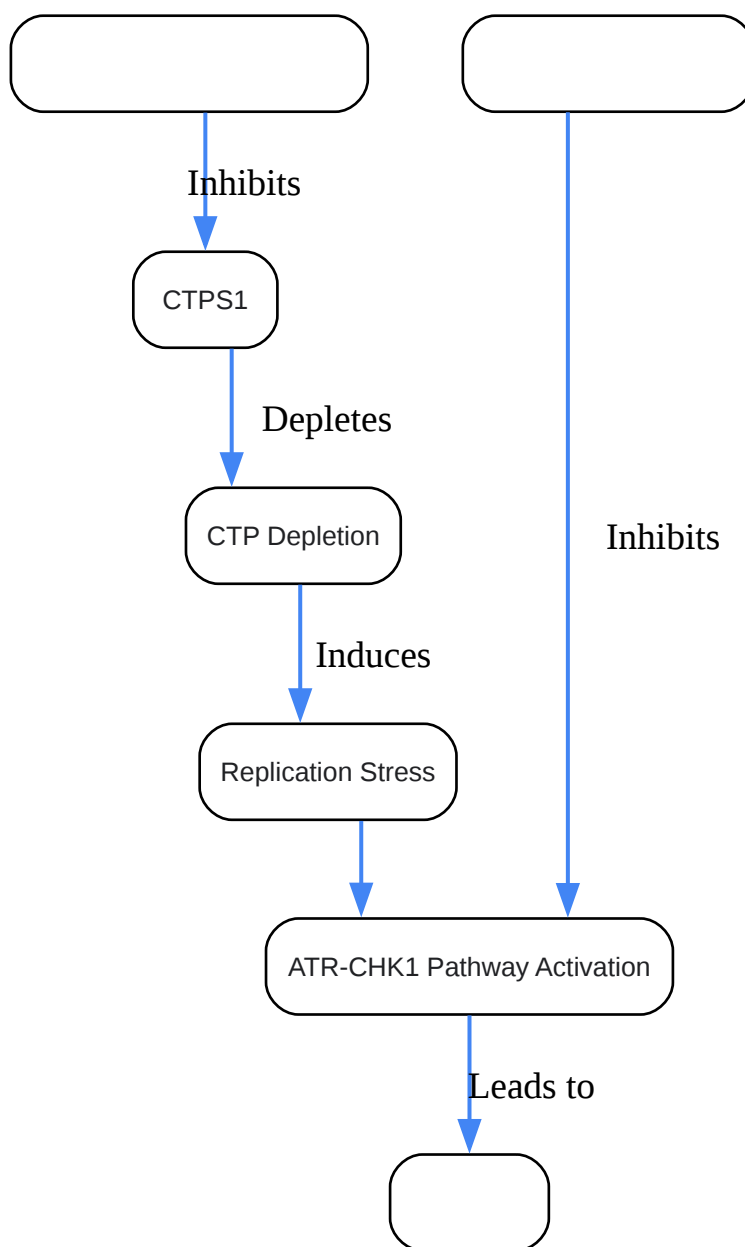 Inhibits
CTPS1
Depletes
CTP Depletion
Inhibits
Induces
Replication Stress
ATR-CHK1 Pathway Activation
Leads to